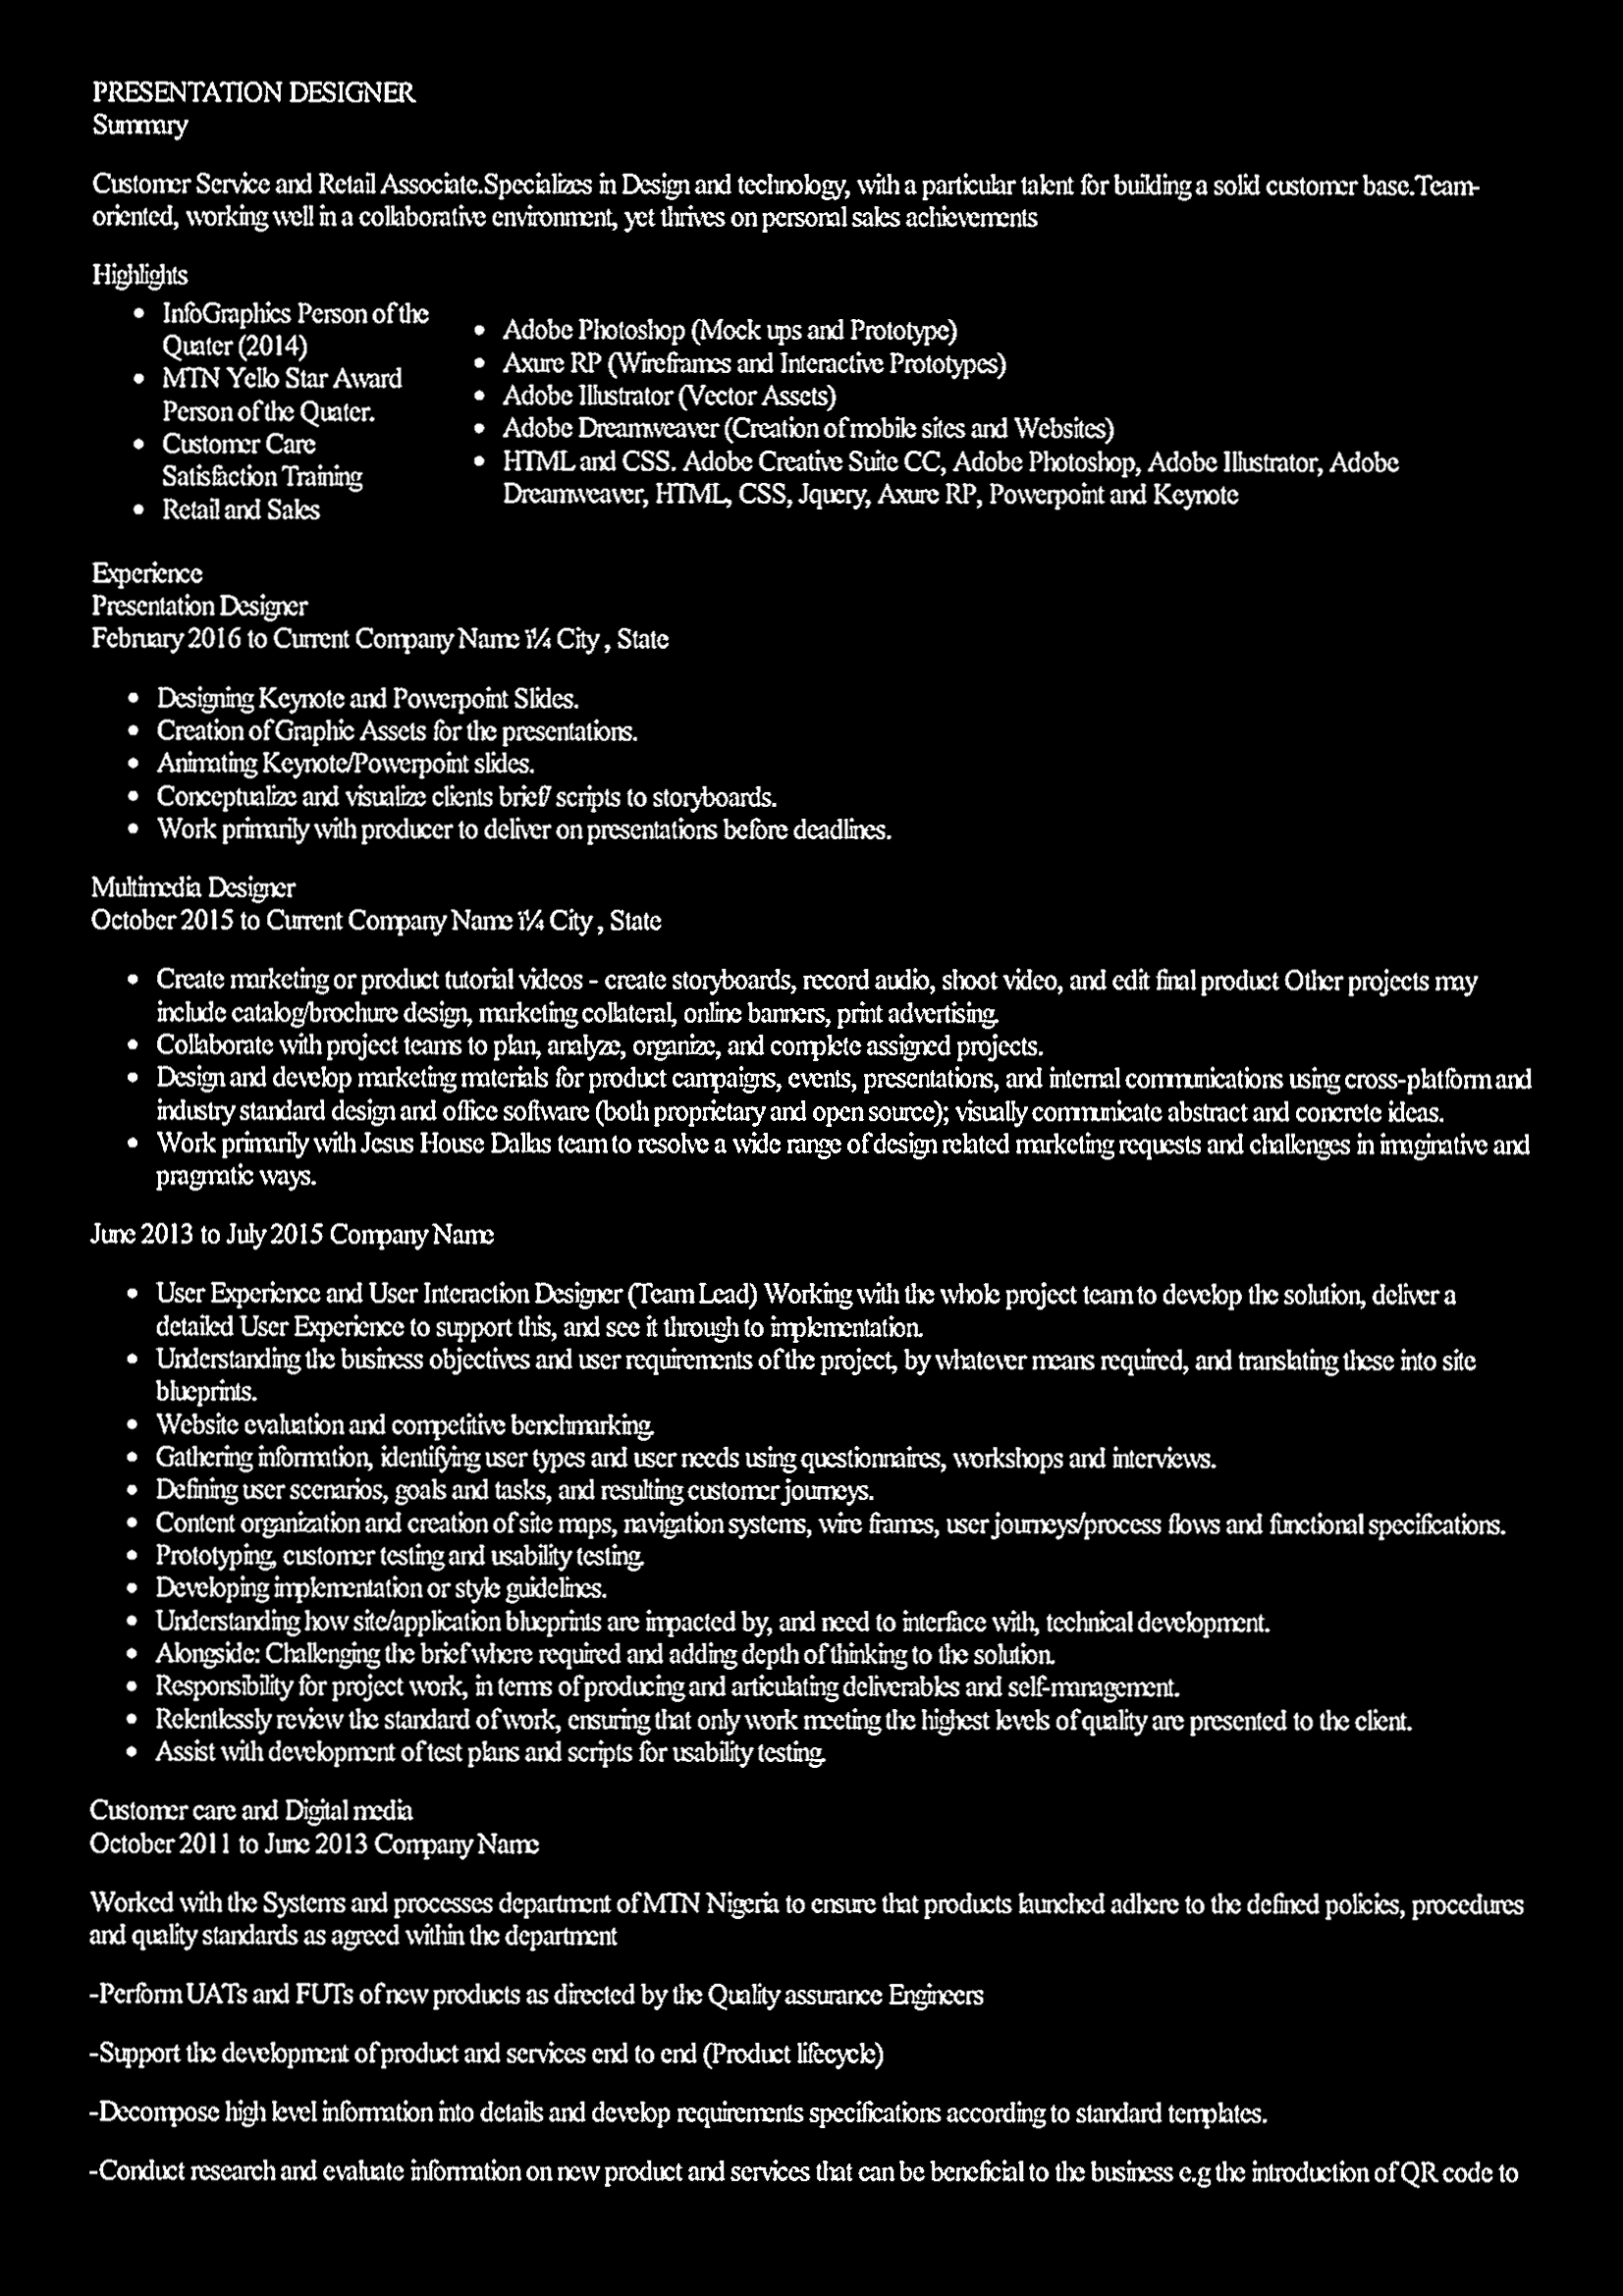 PRESENTATION DESIGNER
Summary
Customer Service and Retail Associate.Specializes in Design and technology, with a particular talent for building a solid customer base.Team-
oriented, working well in a collaborative environment, yet thrives on personal sales achievements
Highlights
• InfoGraphics Person of the
Quater (2014)
• MTN Yello Star Award
Person of the Quater.
• Customer Care
Satisfaction Training
• Retail and Sales
• Adobe Photoshop (Mock ups and Prototype)
• Axure RP (Wireframes and Interactive Prototypes)
• Adobe Illustrator (Vector Assets)
• Adobe Dreamweaver (Creation of mobile sites and Websites)
• HTML and CSS. Adobe Creative Suite CC, Adobe Photoshop, Adobe Illustrator, Adobe
Dreamweaver, HTML, CSS, Jquery, Axure RP, Powerpoint and Keynote
Experience
Presentation Designer
February 2016 to Current Company Name ï¼ City , State
• Designing Keynote and Powerpoint Slides.
• Creation of Graphic Assets for the presentations.
• Animating Keynote/Powerpoint slides.
• Conceptualize and visualize clients brief/ scripts to storyboards.
• Work primarily with producer to deliver on presentations before deadlines.
Multimedia Designer
October 2015 to Current Company Name ï¼ City , State
• Create marketing or product tutorial videos - create storyboards, record audio, shoot video, and edit final product Other projects may
include catalog/brochure design, marketing collateral, online banners, print advertising.
• Collaborate with project teams to plan, analyze, organize, and complete assigned projects.
• Design and develop marketing materials for product campaigns, events, presentations, and internal communications using cross-platform and
industry standard design and office software (both proprietary and open source); visually communicate abstract and concrete ideas.
• Work primarily with Jesus House Dallas team to resolve a wide range of design related marketing requests and challenges in imaginative and
pragmatic ways.
June 2013 to July 2015 Company Name
• User Experience and User Interaction Designer (Team Lead) Working with the whole project team to develop the solution, deliver a
detailed User Experience to support this, and see it through to implementation.
• Understanding the business objectives and user requirements of the project, by whatever means required, and translating these into site
blueprints.
• Website evaluation and competitive benchmarking.
• Gathering information, identifying user types and user needs using questionnaires, workshops and interviews.
• Defining user scenarios, goals and tasks, and resulting customer journeys.
• Content organization and creation of site maps, navigation systems, wire frames, user journeys/process flows and functional specifications.
• Prototyping, customer testing and usability testing.
• Developing implementation or style guidelines.
• Understanding how site/application blueprints are impacted by, and need to interface with, technical development.
• Alongside: Challenging the brief where required and adding depth of thinking to the solution.
• Responsibility for project work, in terms of producing and articulating deliverables and self-management.
• Relentlessly review the standard of work, ensuring that only work meeting the highest levels of quality are presented to the client.
• Assist with development of test plans and scripts for usability testing.
Customer care and Digital media
October 2011 to June 2013 Company Name
Worked with the Systems and processes department of MTN Nigeria to ensure that products launched adhere to the defined policies, procedures
and quality standards as agreed within the department
-Perform UATs and FUTs of new products as directed by the Quality assurance Engineers
-Support the development of product and services end to end (Product lifecycle)
-Decompose high level information into details and develop requirements specifications according to standard templates.
-Conduct research and evaluate information on new product and services that can be beneficial to the business e.g the introduction of QR code to